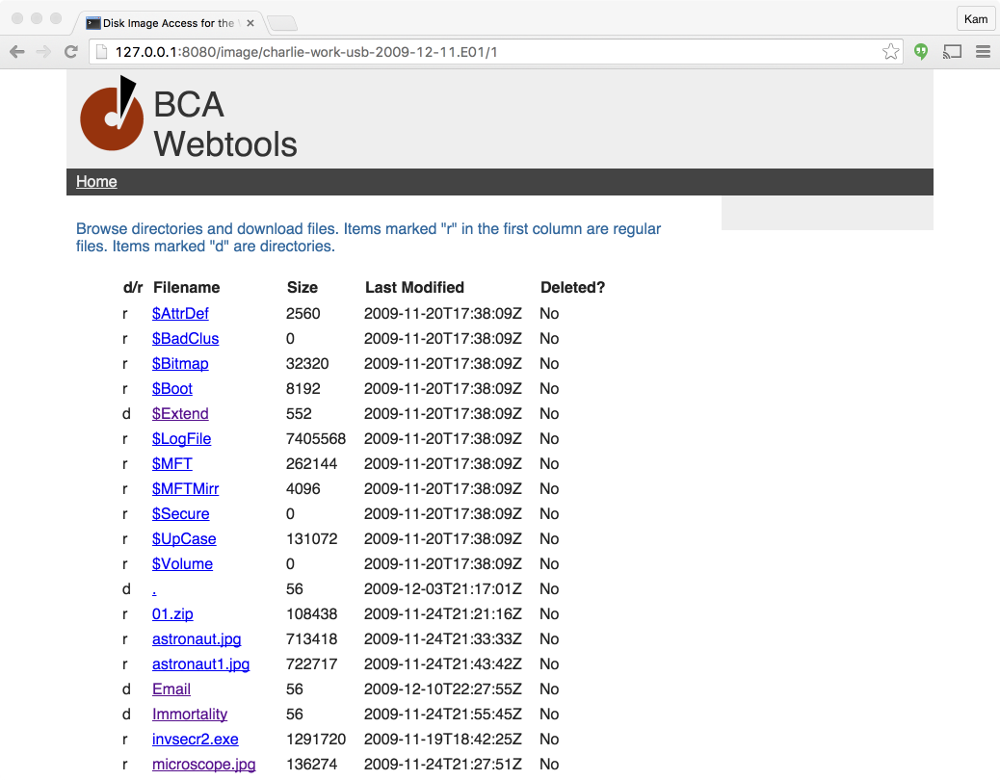 Disk Image Access for the
Kam
127.0.0.1:8080/image/charlie-work-usb-2009-12-11.E01/1
BCA
Webtools
Home
Browse directories and download files. Items marked "r" in the first column are regular
files. Items marked "d" are directories.
d/r Filename Size Last Modified Deleted?
r $AttrDef 2560 2009-11-20T17:38:09Z No
r $BadClus 0 2009-11-20T17:38:09Z No
r $Bitmap 32320 2009-11-20T17:38:09Z No
r $Boot 8192 2009-11-20T17:38:09Z No
d $Extend 552 2009-11-20T17:38:09Z No
r $LogFile 7405568 2009-11-20T17:38:09Z No
r $MFT 262144 2009-11-20T17:38:09Z No
r $MFTMirr 4096 2009-11-20T17:38:09Z No
r $Secure 0 2009-11-20T17:38:09Z No
r $UpCase 131072 2009-11-20T17:38:09Z No
r $Volume 0 2009-11-20T17:38:09Z No
d . 56 2009-12-03T21:17:01Z No
r 01.zip 108438 2009-11-24T21:21:16Z No
r astronaut.jpg 713418 2009-11-24T21:33:33Z No
r astronaut1.jpg 722717 2009-11-24T21:43:42Z No
d Email 56 2009-12-10T22:27:55Z No
d Immortality 56 2009-11-24T21:55:45Z No
r invsecr2.exe 1291720 2009-11-19T18:42:25Z No
r microscope.jpg 136274 2009-11-24T21:27:51Z No